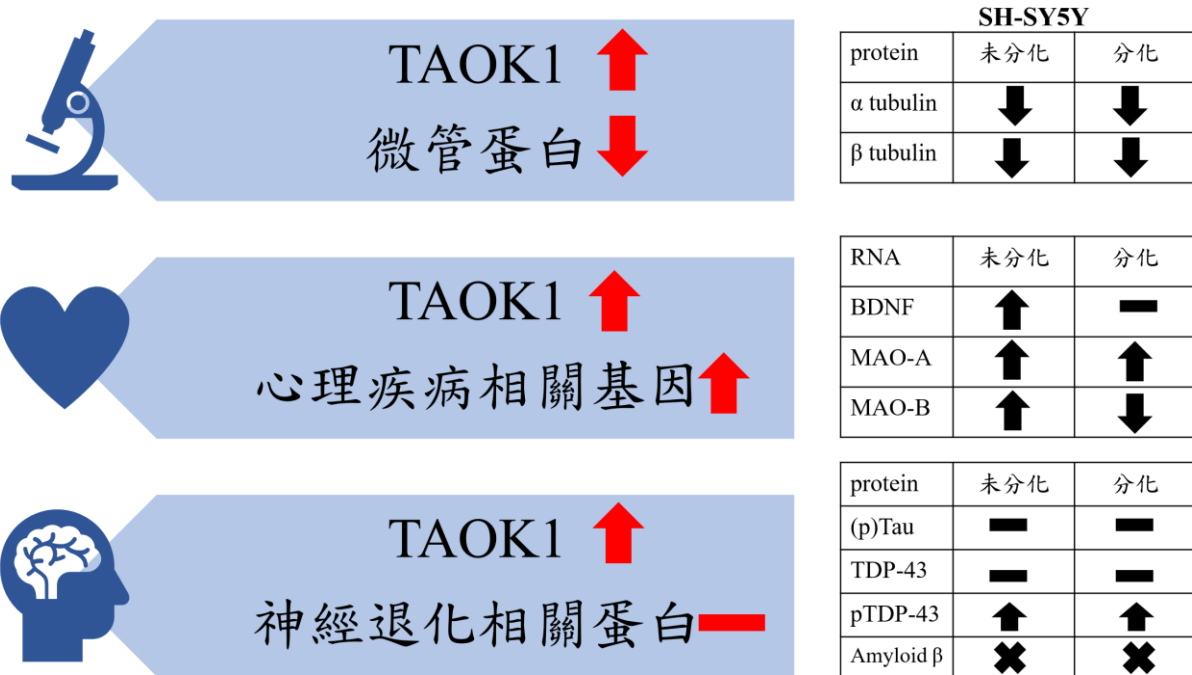 TAOK1
微管蛋白
SH-SY5Y
protein 未分化 分化
α tubulin
β tubulin
TAOK1
心理疾病相關基因
RNA 未分化 分化
BDNF
MAO-A
MAO-B
TAOK1
神經退化相關蛋白
protein 未分化 分化
(p)Tau
TDP-43
pTDP-43
Amyloid β